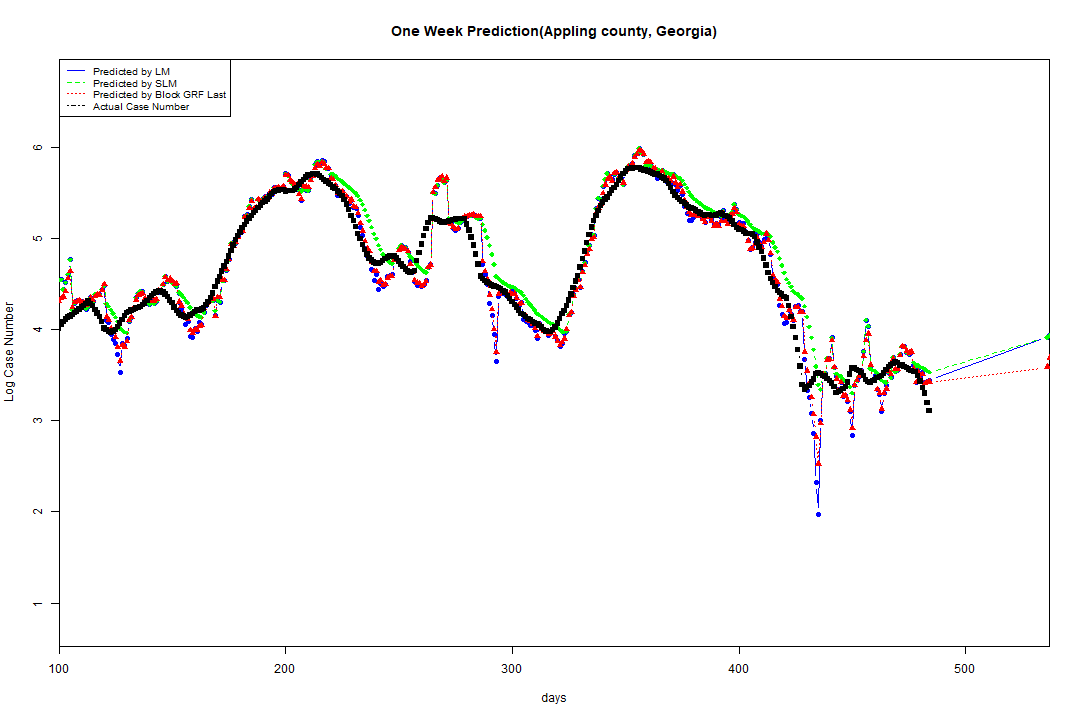 One Week Prediction(Appling county, Georgia)
Predicted by LM
Predicted by SLM
Predicted by Block GRF Last
Actual Case Number
Log Case Number
6
5
4
3
2
1
100 200 300 400 500
days